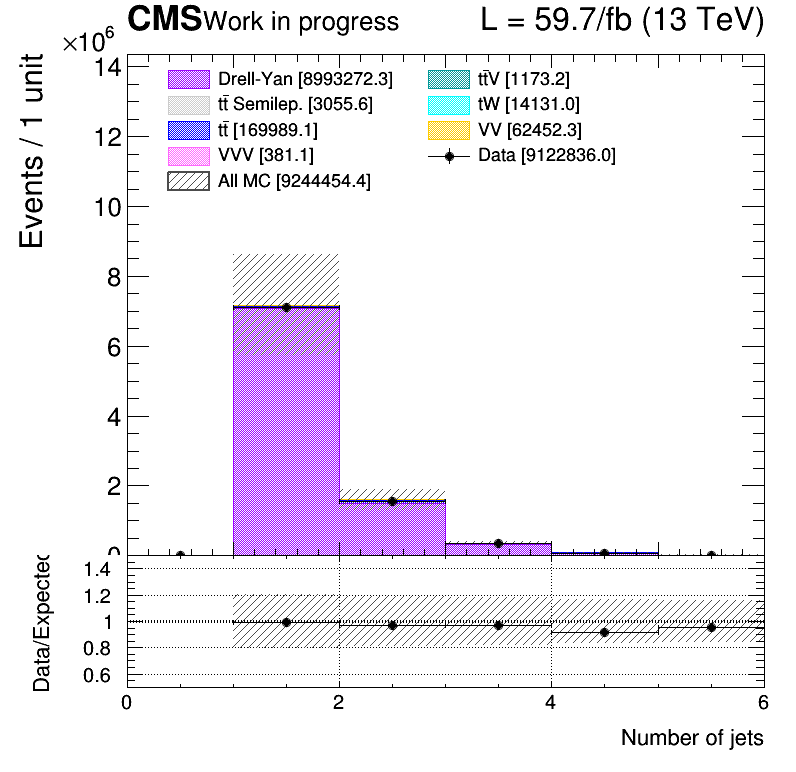 CMS Work in progress L = 59.7/fb (13 TeV)
×10⁶
Events / 1 unit
Drell-Yan [8993272.3]
tt̄ Semilep. [3055.6]
tt̄ [169989.1]
VVV [381.1]
All MC [9244454.4]
tt̄V [1173.2]
tW [14131.0]
VV [62452.3]
Data [9122836.0]
14
12
10
8
6
4
2
0
Data/Expected
1.4
1.2
1
0.8
0.6
0 2 4 6
Number of jets